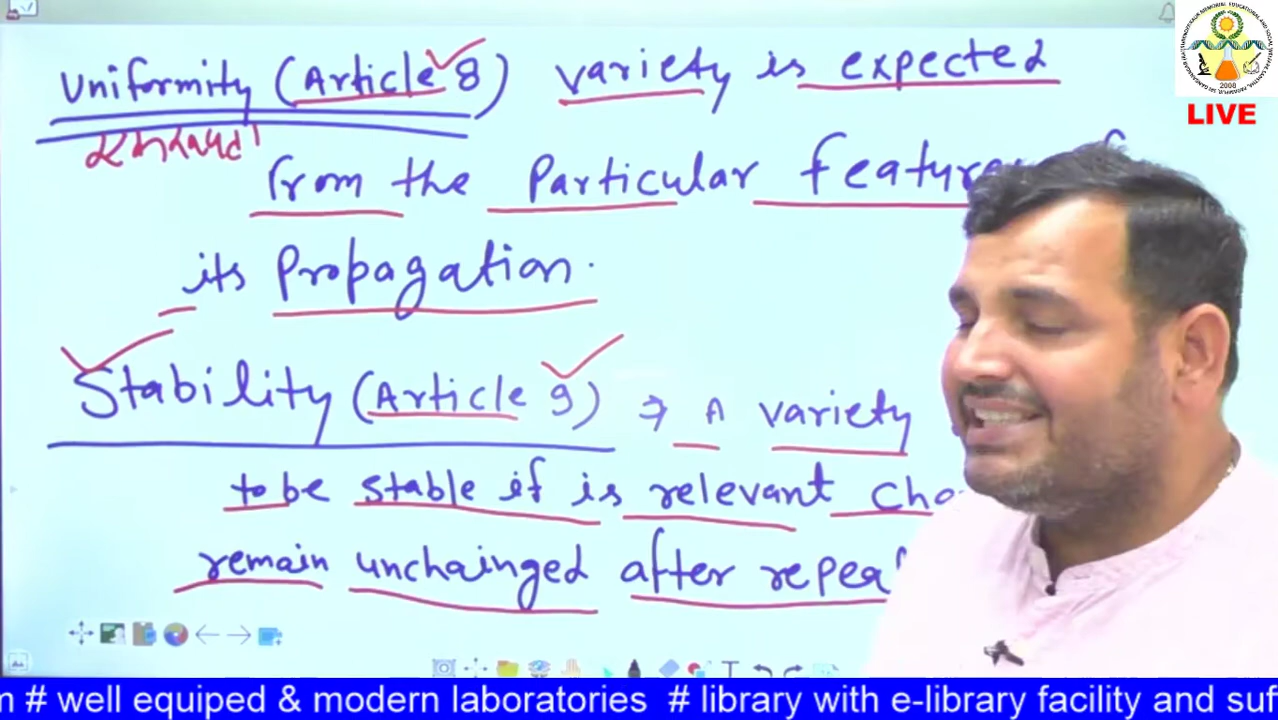 Uniformity (Article 8) variety is expected
from the Particular features of
its Propagation.
Stability (Article 9) → A variety
to be stable if is relevant cha
remain unchainged after repea
2008
LIVE
m # well equiped & modern laboratories # library with e-library facility and suf